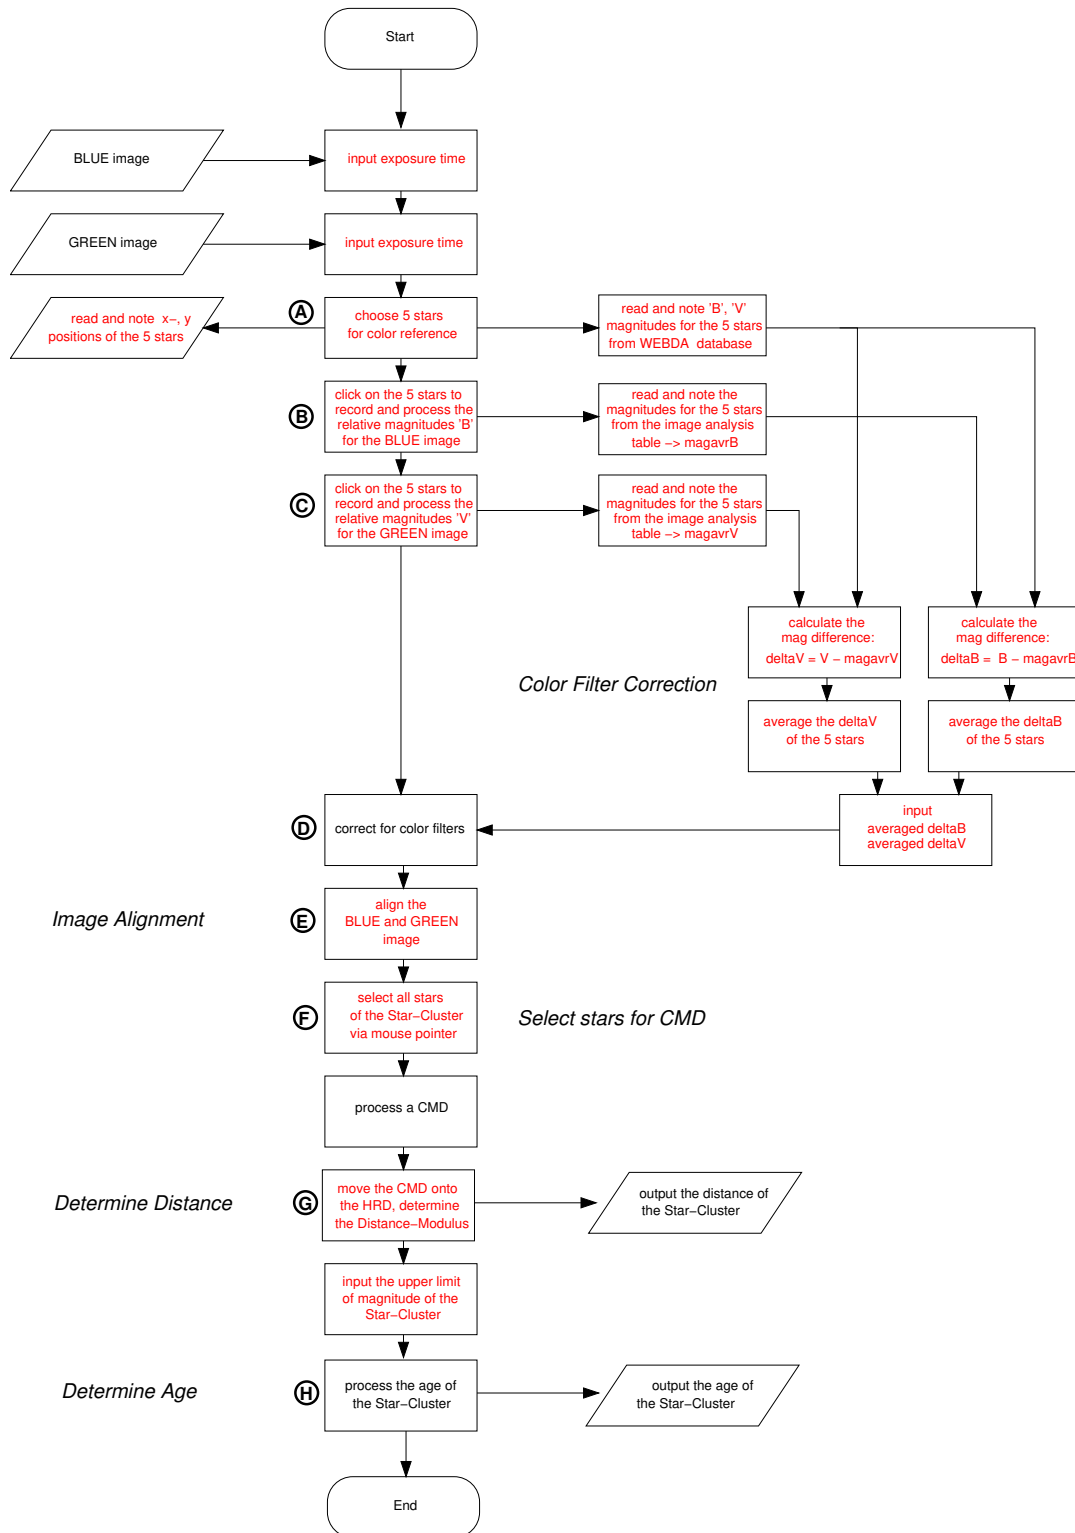 Start
BLUE image
input exposure time
GREEN image
input exposure time
read and note x−, y
positions of the 5 stars
A
choose 5 stars
for color reference
read and note 'B', 'V'
magnitudes for the 5 stars
from WEBDA database
B
click on the 5 stars to
record and process the
relative magnitudes 'B'
for the BLUE image
read and note the
magnitudes for the 5 stars
from the image analysis
table −> magavrB
C
click on the 5 stars to
record and process the
relative magnitudes 'V'
for the GREEN image
read and note the
magnitudes for the 5 stars
from the image analysis
table −> magavrV
calculate the
mag difference:
deltaV = V − magavrV
calculate the
mag difference:
deltaB = B − magavrB
Color Filter Correction
average the deltaV
of the 5 stars
average the deltaB
of the 5 stars
D
correct for color filters
input
averaged deltaB
averaged deltaV
Image Alignment
E
align the
BLUE and GREEN
image
F
select all stars
of the Star−Cluster
via mouse pointer
Select stars for CMD
process a CMD
Determine Distance
G
move the CMD onto
the HRD, determine
the Distance−Modulus
output the distance of
the Star−Cluster
input the upper limit
of magnitude of the
Star−Cluster
Determine Age
H
process the age of
the Star−Cluster
output the age of
the Star−Cluster
End